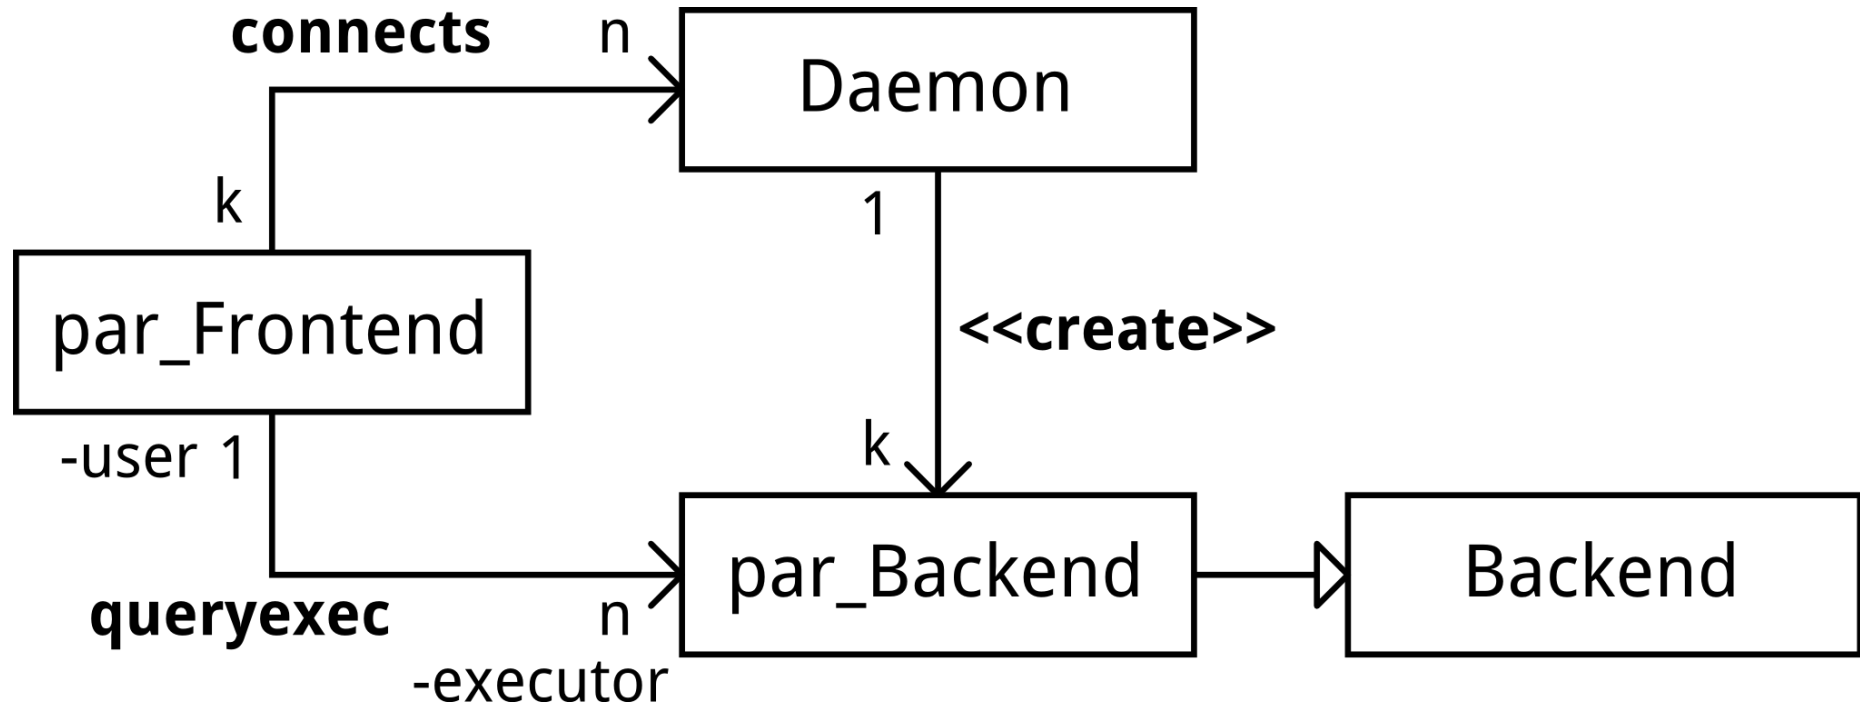 connects
n
Daemon
k
1
par_Frontend
<<create>>
-user 1
k
par_Backend
Backend
queryexec
n
-executor